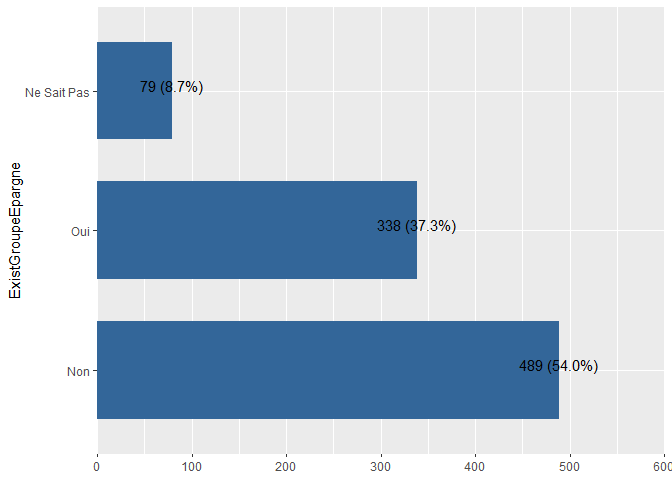 ExistGroupeEpargne
Ne Sait Pas
79 (8.7%)
Oui
338 (37.3%)
Non
489 (54.0%)
0 100 200 300 400 500 600